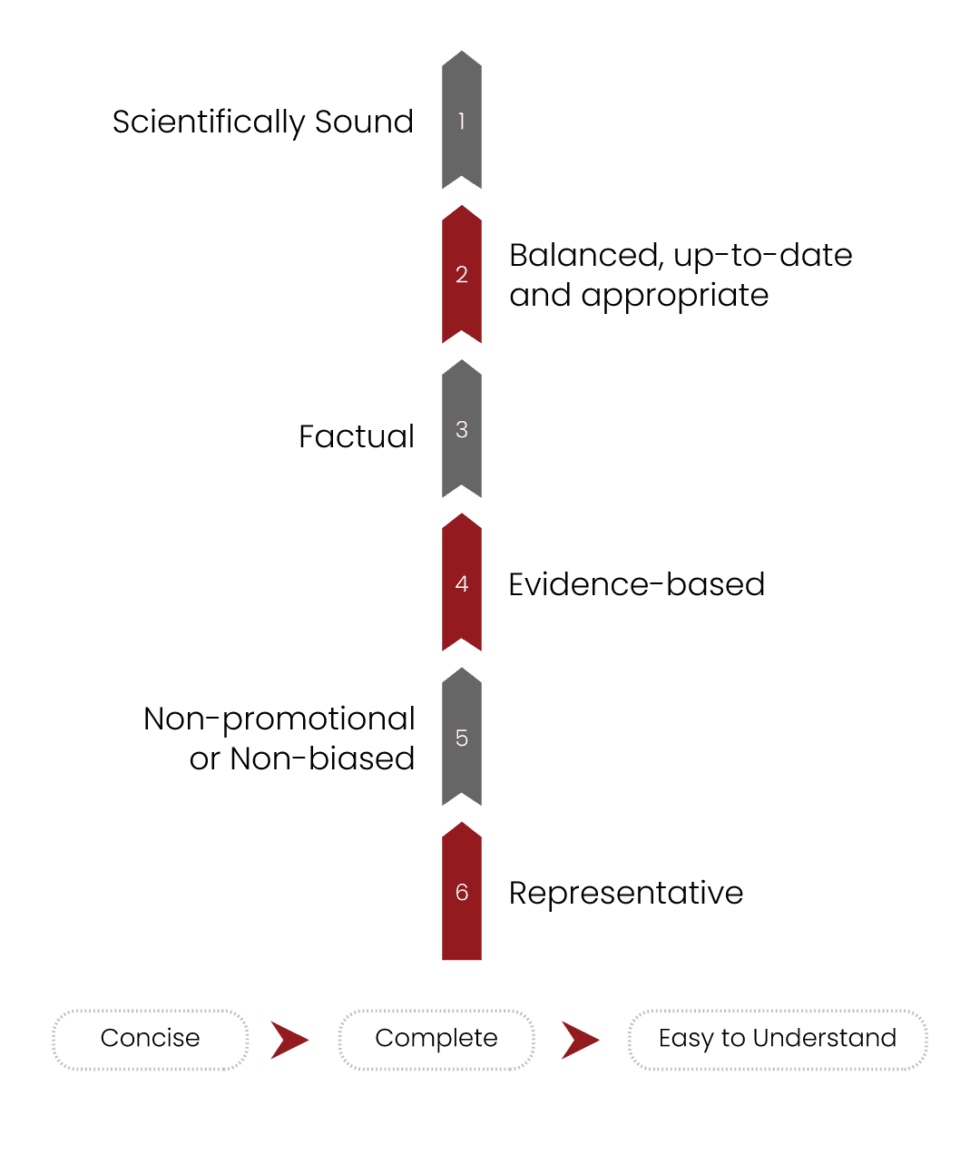 Scientifically Sound
1
2
Balanced, up-to-date
and appropriate
Factual
3
4
Evidence-based
Non-promotional
or Non-biased
5
6
Representative
Concise
Complete
Easy to Understand